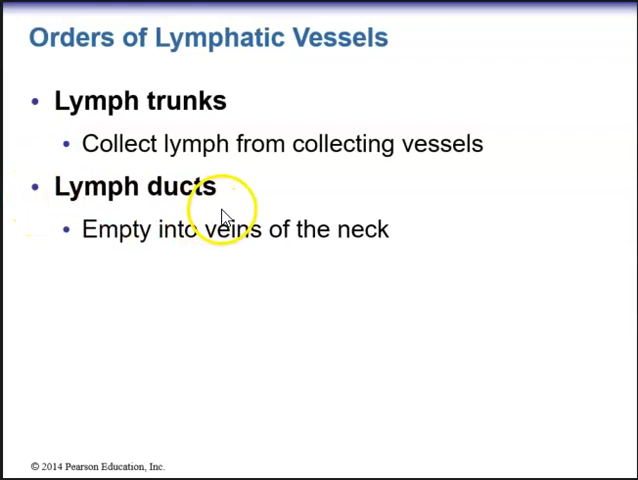 Orders of Lymphatic Vessels
• Lymph trunks
• Collect lymph from collecting vessels
• Lymph ducts
• Empty into veins of the neck
© 2014 Pearson Education, Inc.